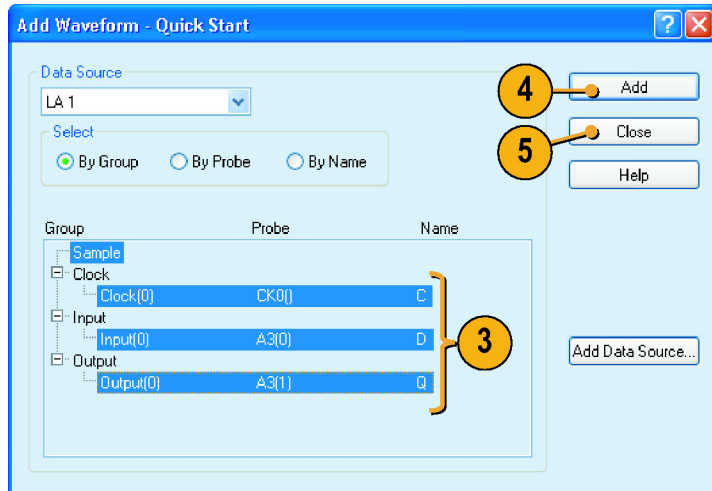 Add Waveform - Quick Start
?
Data Source
LA 1
Select
By Group By Probe By Name
4
Add
5
Close
Help
Group Probe Name
Sample
Clock
Clock(0) CK0() C
Input
Input(0) A3(0) D
Output
Output(0) A3(1) Q
3
Add Data Source...